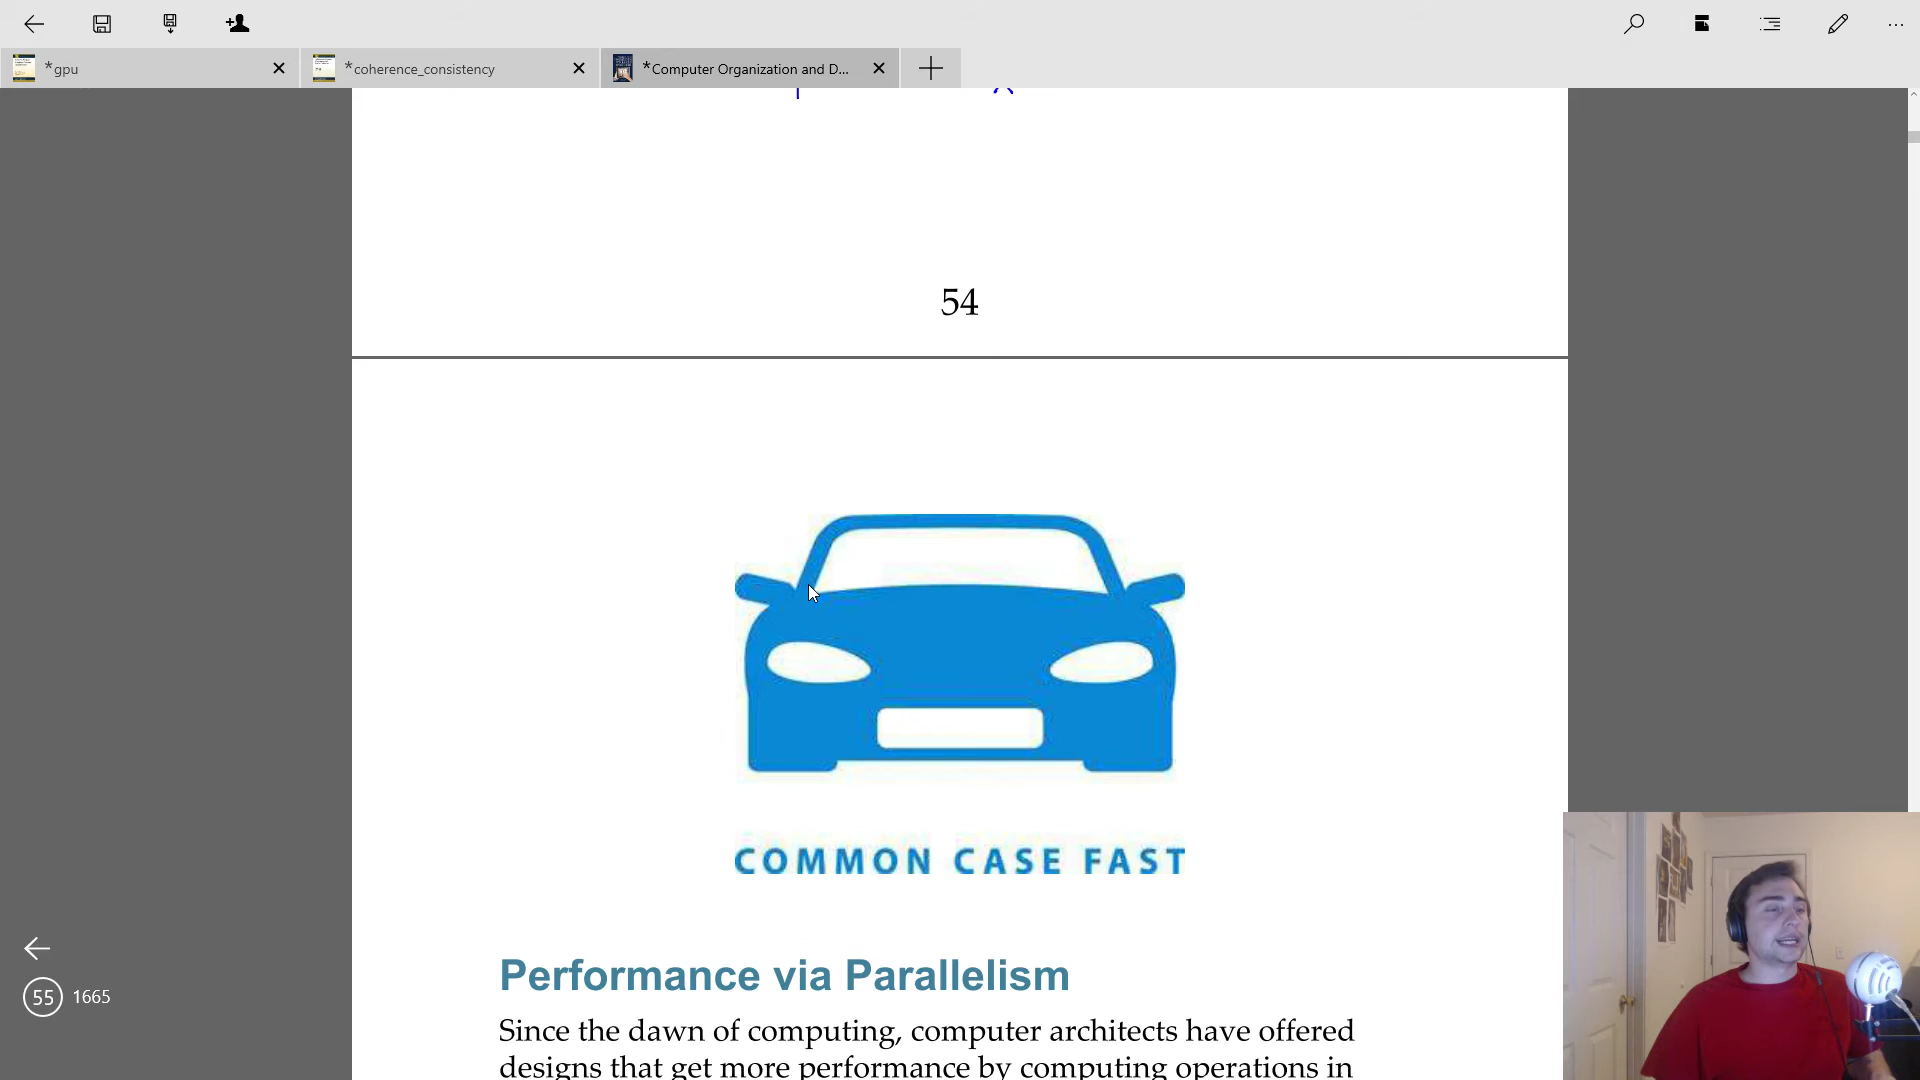 *gpu
*coherence_consistency
*Computer Organization and D...
54
COMMON CASE FAST
Performance via Parallelism
Since the dawn of computing, computer architects have offered
designs that get more performance by computing operations in
55 1665